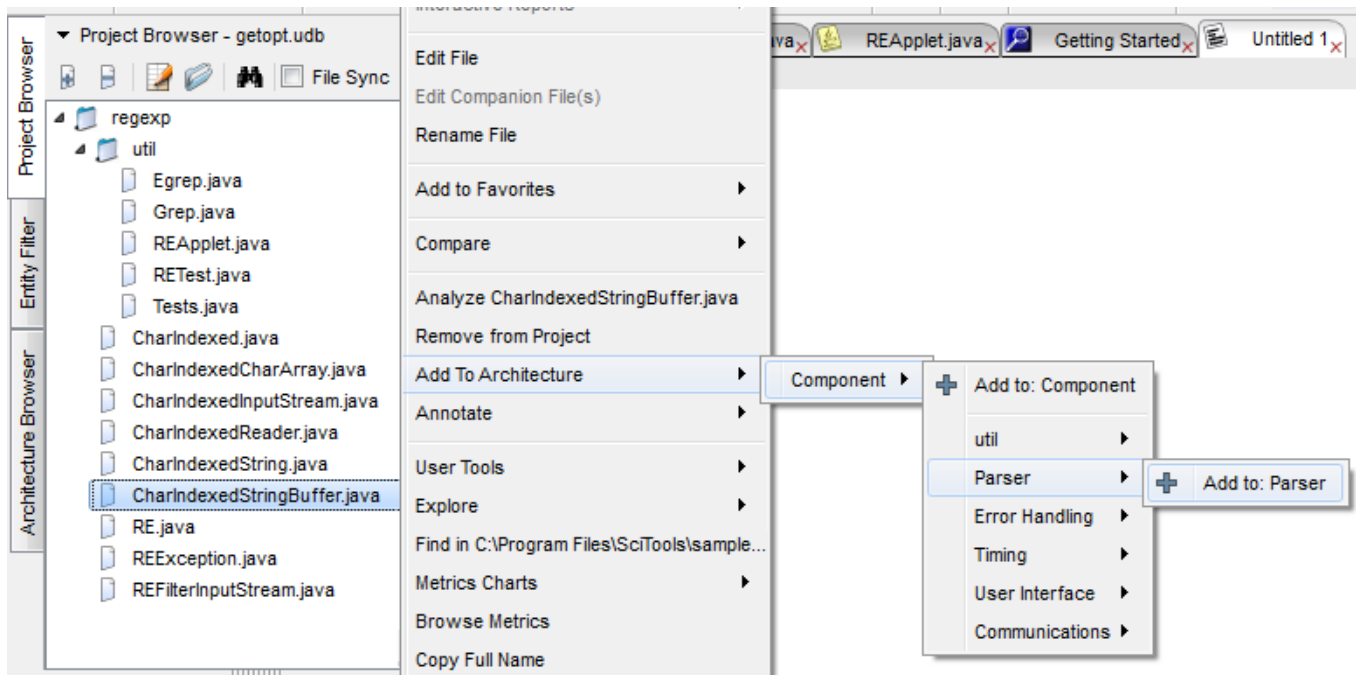 Interactive Reports
Project Browser - getopt.udb
File Sync
Project Browser
Entity Filter
Architecture Browser
regexp
util
Egrep.java
Grep.java
REApplet.java
RETest.java
Tests.java
CharIndexed.java
CharIndexedCharArray.java
CharIndexedInputStream.java
CharIndexedReader.java
CharIndexedString.java
CharIndexedStringBuffer.java
RE.java
REException.java
REFilterInputStream.java
Edit File
Edit Companion File(s)
Rename File
Add to Favorites
Compare
Analyze CharIndexedStringBuffer.java
Remove from Project
Add To Architecture
Annotate
User Tools
Explore
Find in C:\Program Files\SciTools\sample...
Metrics Charts
Browse Metrics
Copy Full Name
Component
Add to: Component
util
Parser
Error Handling
Timing
User Interface
Communications
Add to: Parser
ava
REApplet.java
Getting Started
Untitled 1